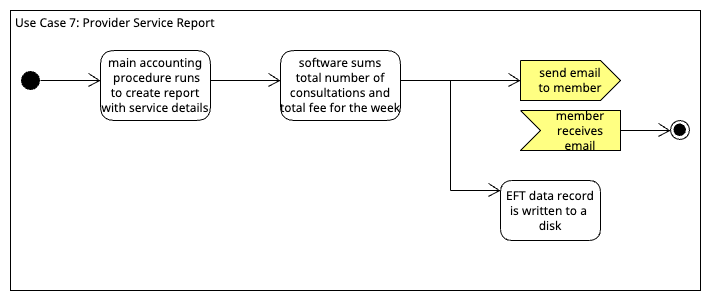 Use Case 7: Provider Service Report
main accounting
procedure runs
to create report
with service details
software sums
total number of
consultations and
total fee for the week
send email
to member
member
receives
email
EFT data record
is written to a
disk